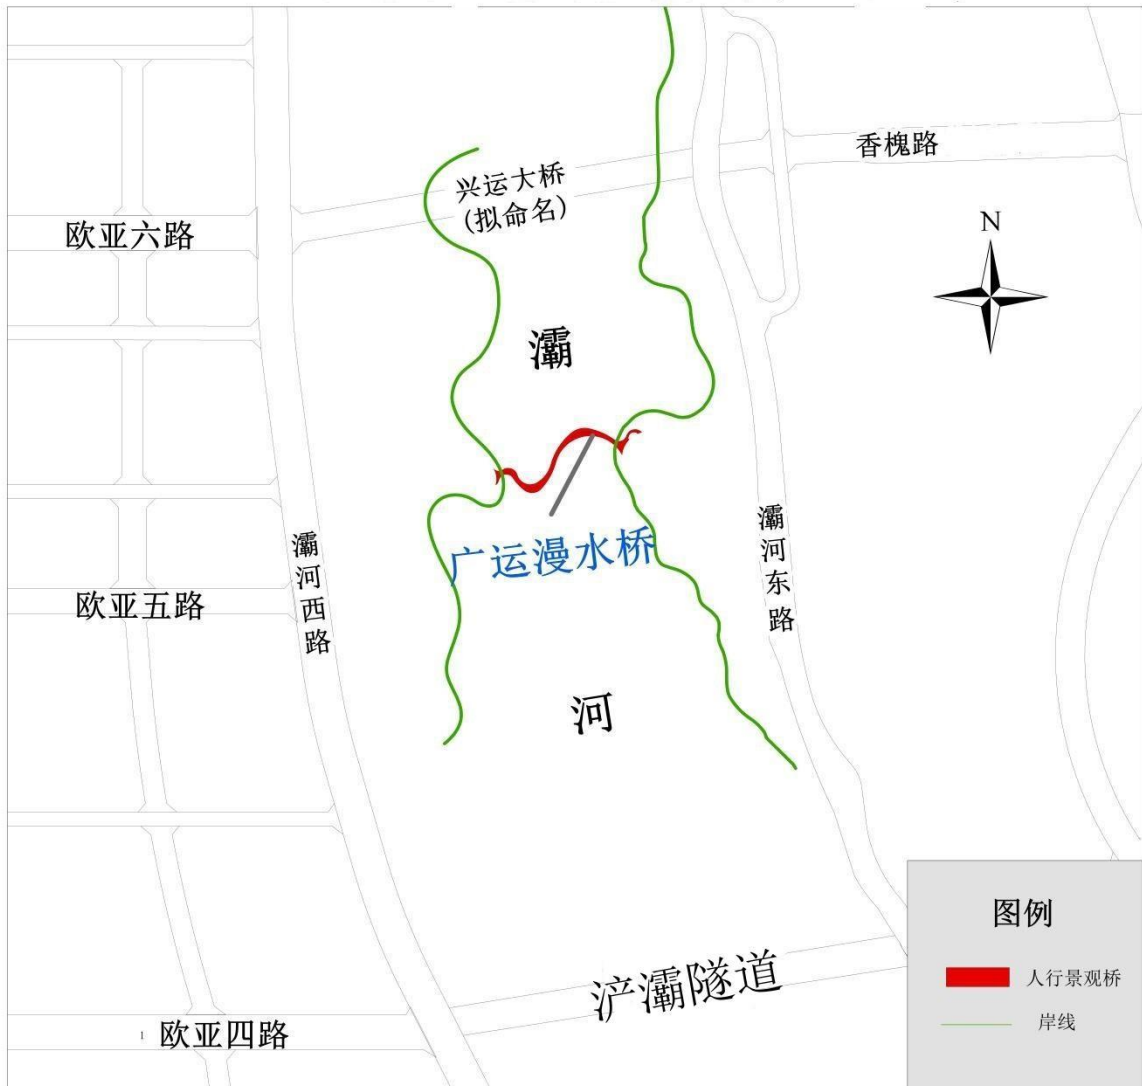 香槐路
兴运大桥
(拟命名)
欧亚六路
N
灞
广运漫水桥
灞河西路
灞河东路
欧亚五路
河
图例
人行景观桥
岸线
浐灞隧道
欧亚四路